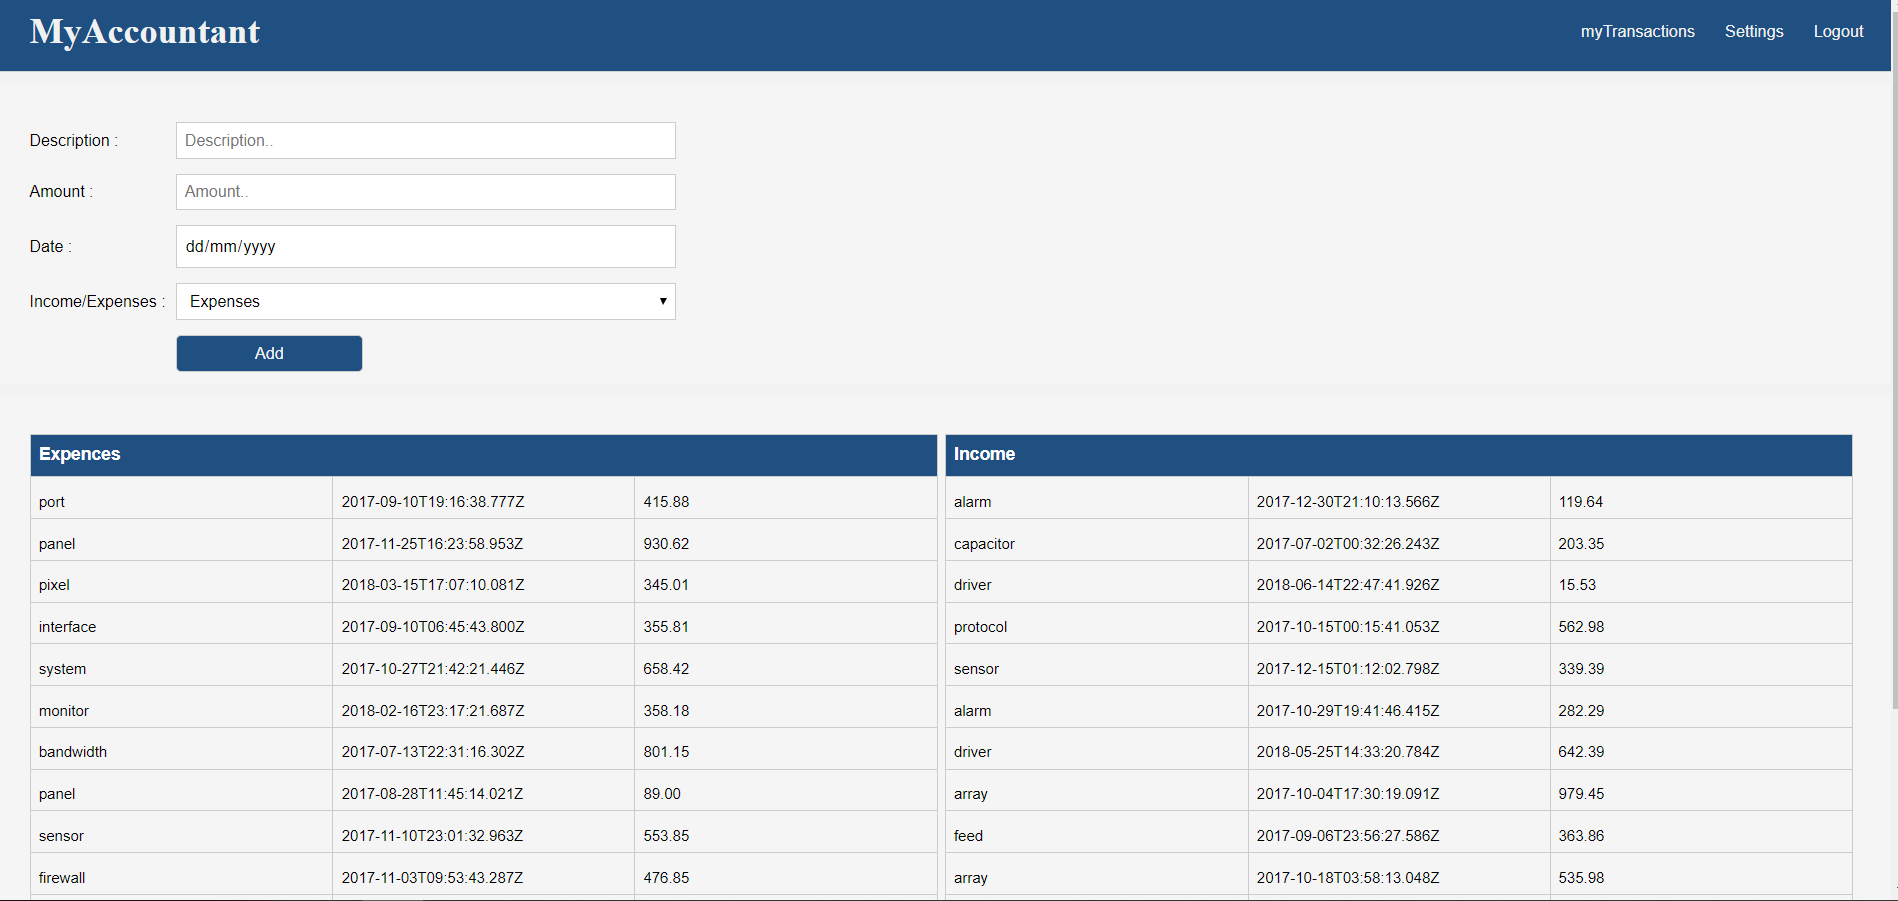 MyAccountant
myTransactions Settings Logout
Description : Description..
Amount : Amount..
Date : dd/mm/yyyy
Income/Expenses : Expenses
Add
Expences
port 2017-09-10T19:16:38.777Z 415.88
panel 2017-11-25T16:23:58.953Z 930.62
pixel 2018-03-15T17:07:10.081Z 345.01
interface 2017-09-10T06:45:43.800Z 355.81
system 2017-10-27T21:42:21.446Z 658.42
monitor 2018-02-16T23:17:21.687Z 358.18
bandwidth 2017-07-13T22:31:16.302Z 801.15
panel 2017-08-28T11:45:14.021Z 89.00
sensor 2017-11-10T23:01:32.963Z 553.85
firewall 2017-11-03T09:53:43.287Z 476.85
Income
alarm 2017-12-30T21:10:13.566Z 119.64
capacitor 2017-07-02T00:32:26.243Z 203.35
driver 2018-06-14T22:47:41.926Z 15.53
protocol 2017-10-15T00:15:41.053Z 562.98
sensor 2017-12-15T01:12:02.798Z 339.39
alarm 2017-10-29T19:41:46.415Z 282.29
driver 2018-05-25T14:33:20.784Z 642.39
array 2017-10-04T17:30:19.091Z 979.45
feed 2017-09-06T23:56:27.586Z 363.86
array 2017-10-18T03:58:13.048Z 535.98